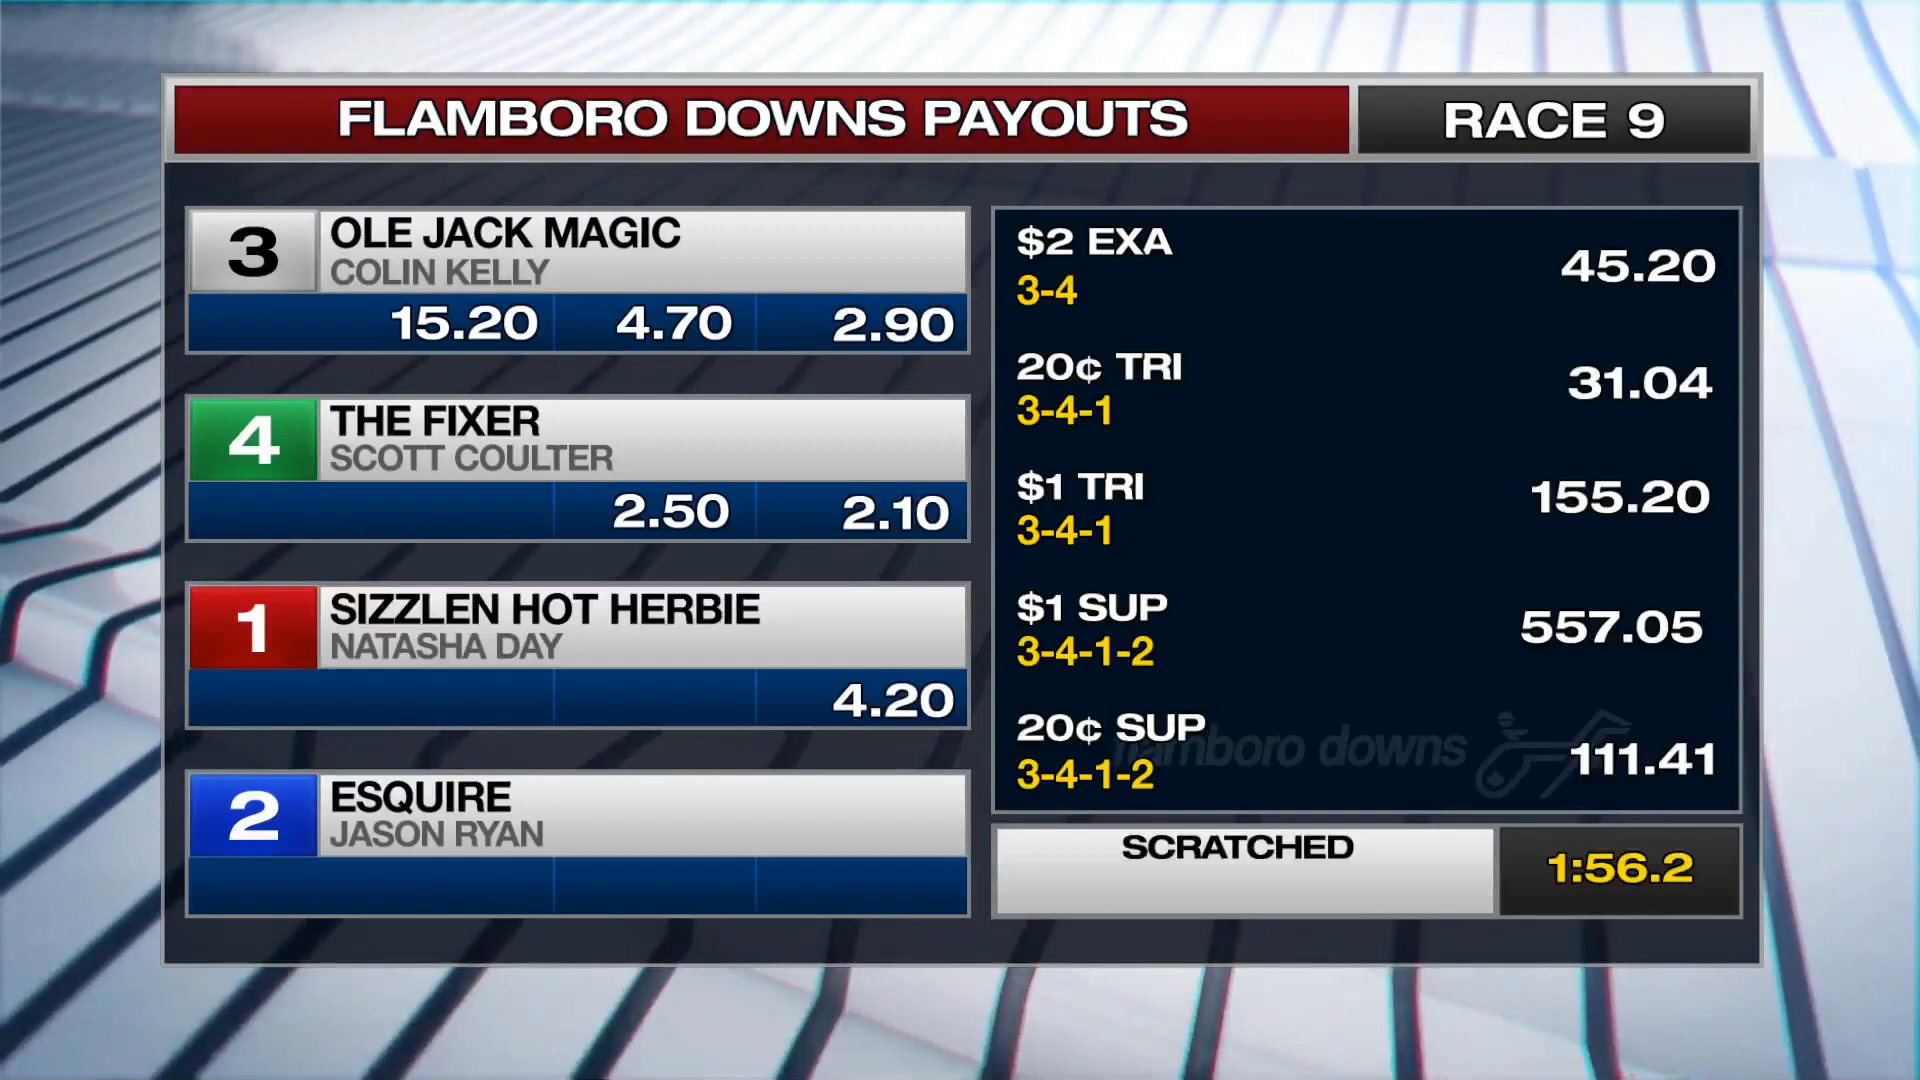 FLAMBORO DOWNS PAYOUTS
RACE 9
3
OLE JACK MAGIC
COLIN KELLY
15.20 4.70 2.90
4
THE FIXER
SCOTT COULTER
2.50 2.10
1
SIZZLEN HOT HERBIE
NATASHA DAY
4.20
2
ESQUIRE
JASON RYAN
$2 EXA
3-4
45.20
20¢ TRI
3-4-1
31.04
$1 TRI
3-4-1
155.20
$1 SUP
3-4-1-2
557.05
20¢ SUP
3-4-1-2
111.41
flamboro downs
SCRATCHED
1:56.2